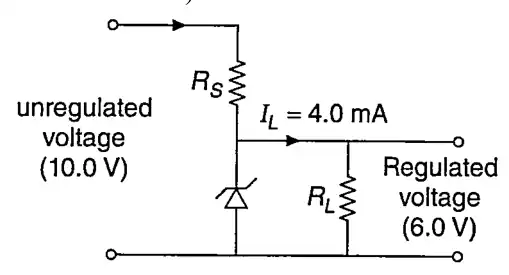 R_S
I_L = 4.0 mA
unregulated
voltage
(10.0 V)
R_L
Regulated
voltage
(6.0 V)